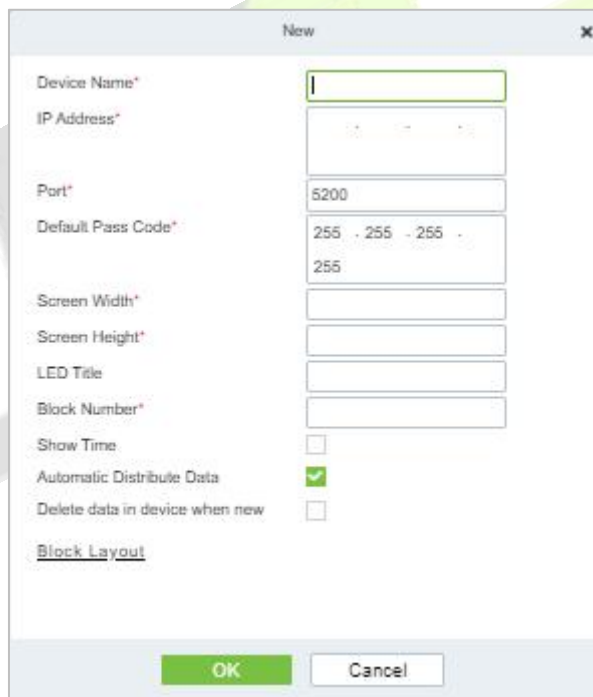 New
Device Name*
IP Address*
. . .
Port*
5200
Default Pass Code*
255 . 255 . 255 .
255
Screen Width*
Screen Height*
LED Title
Block Number*
Show Time
Automatic Distribute Data
Delete data in device when new
Block Layout
OK Cancel